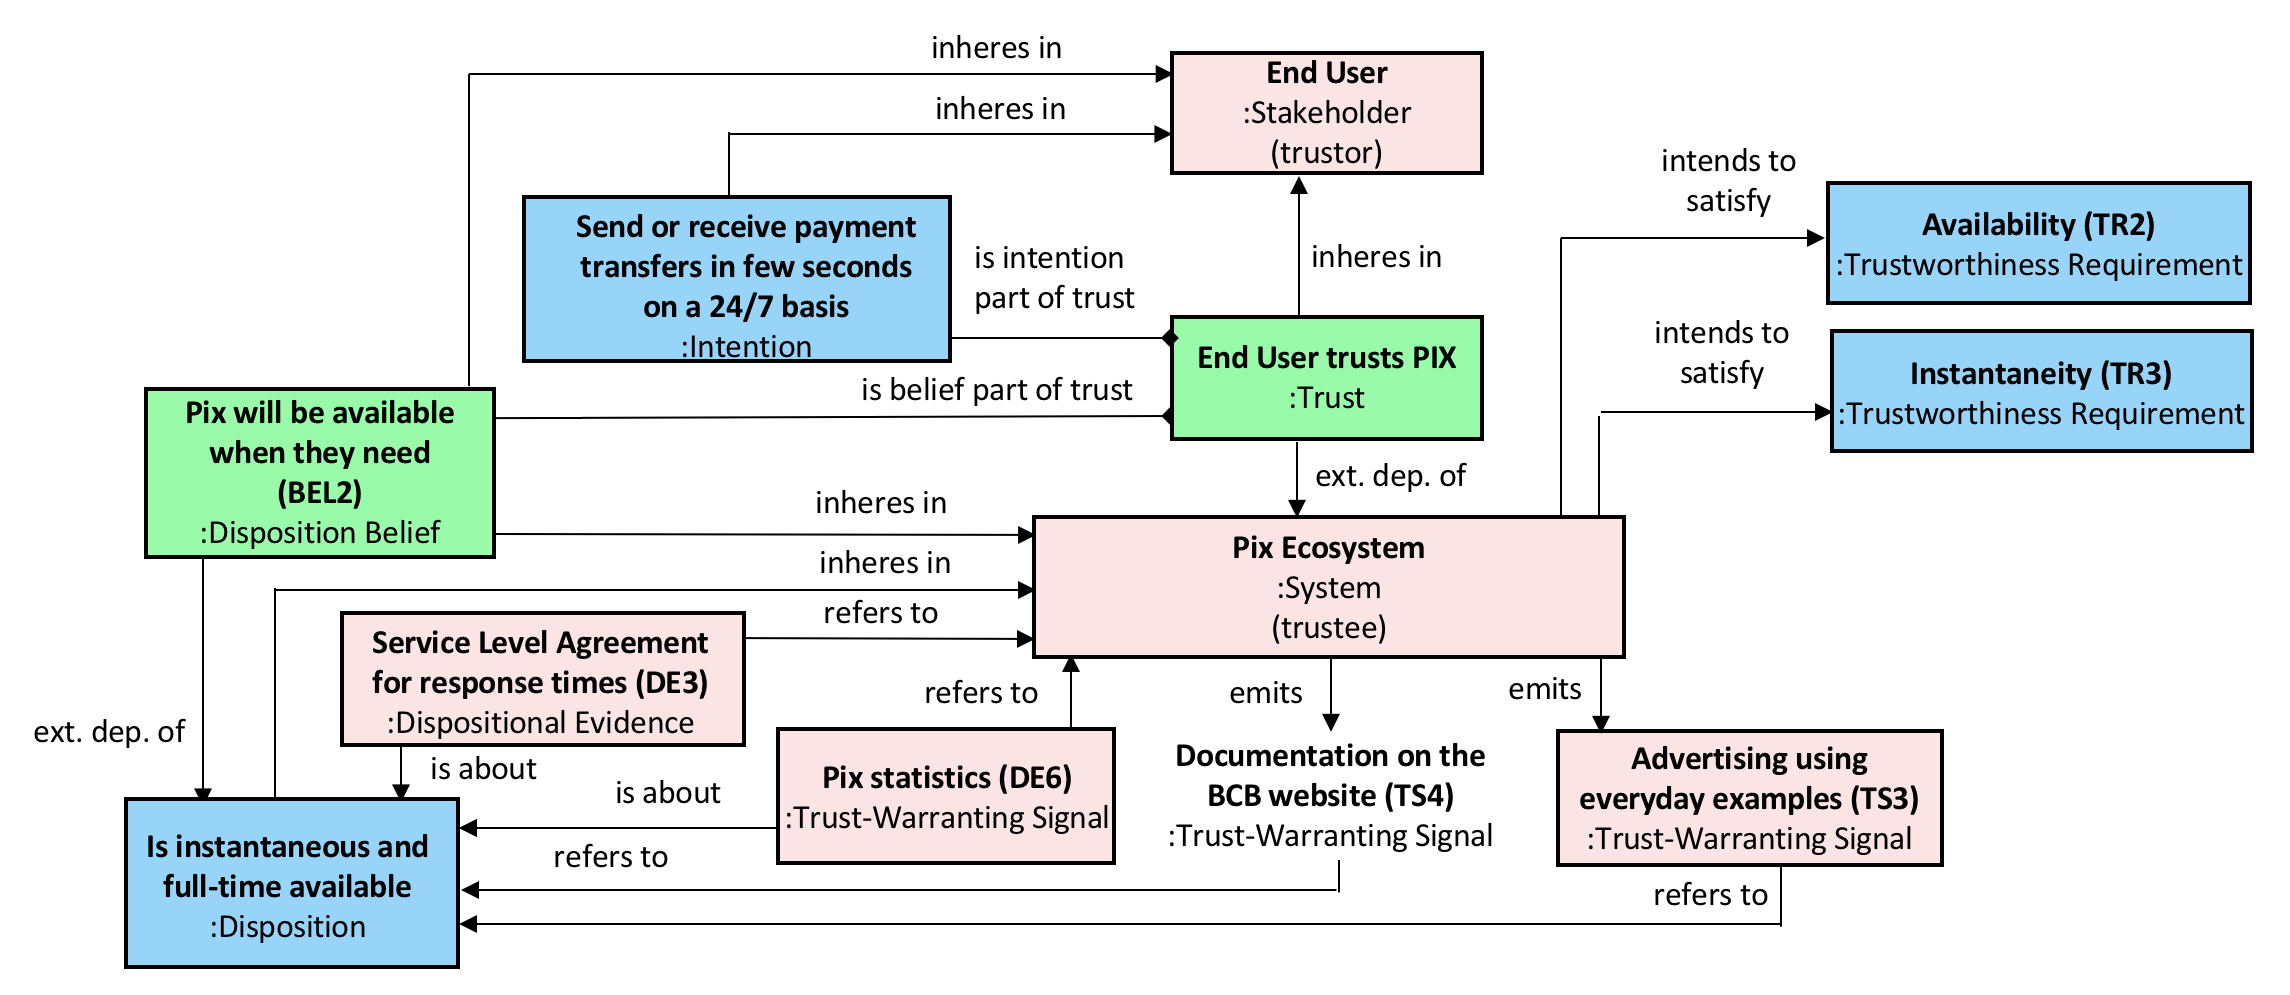 inheres in
End User
:Stakeholder
(trustor)
inheres in
intends to
satisfy
Availability (TR2)
:Trustworthiness Requirement
Send or receive payment
transfers in few seconds
on a 24/7 basis
:Intention
is intention
part of trust
inheres in
intends to
satisfy
Instantaneity (TR3)
:Trustworthiness Requirement
End User trusts PIX
:Trust
is belief part of trust
Pix will be available
when they need
(BEL2)
:Disposition Belief
ext. dep. of
inheres in
Pix Ecosystem
:System
(trustee)
inheres in
refers to
Service Level Agreement
for response times (DE3)
:Dispositional Evidence
refers to
emits
emits
ext. dep. of
is about
is about
Pix statistics (DE6)
:Trust-Warranting Signal
Documentation on the
BCB website (TS4)
:Trust-Warranting Signal
Advertising using
everyday examples (TS3)
:Trust-Warranting Signal
refers to
refers to
Is instantaneous and
full-time available
:Disposition